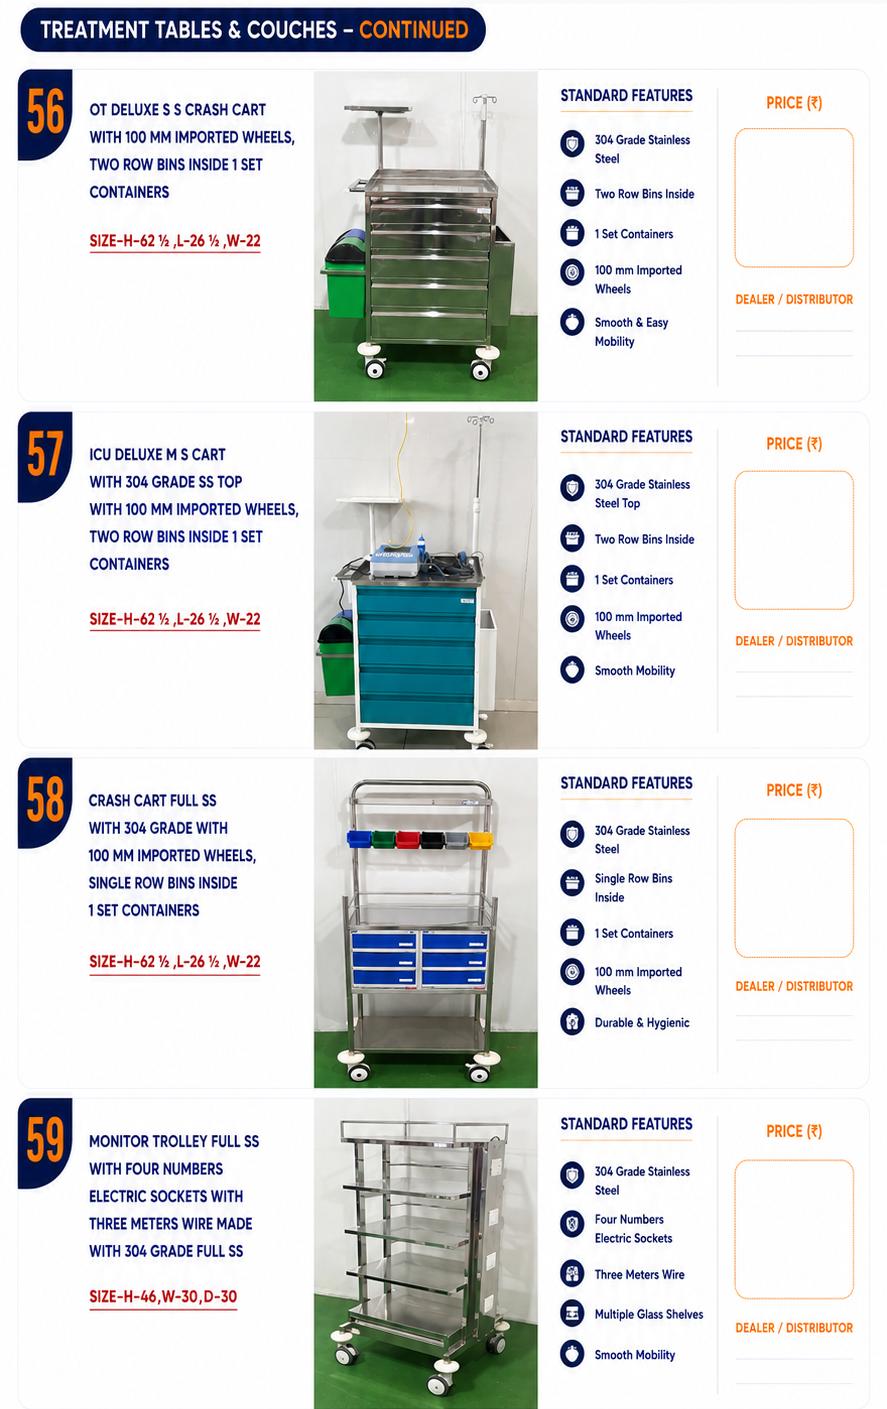 TREATMENT TABLES & COUCHES – CONTINUED
56
OT DELUXE S S CRASH CART
WITH 100 MM IMPORTED WHEELS,
TWO ROW BINS INSIDE 1 SET
CONTAINERS
SIZE-H-62 ½ ,L-26 ½ ,W-22
STANDARD FEATURES
304 Grade Stainless
Steel
Two Row Bins Inside
1 Set Containers
100 mm Imported
Wheels
Smooth & Easy
Mobility
PRICE (₹)
DEALER / DISTRIBUTOR
57
ICU DELUXE M S CART
WITH 304 GRADE SS TOP
WITH 100 MM IMPORTED WHEELS,
TWO ROW BINS INSIDE 1 SET
CONTAINERS
SIZE-H-62 ½ ,L-26 ½ ,W-22
STANDARD FEATURES
304 Grade Stainless
Steel Top
Two Row Bins Inside
1 Set Containers
100 mm Imported
Wheels
Smooth Mobility
PRICE (₹)
DEALER / DISTRIBUTOR
58
CRASH CART FULL SS
WITH 304 GRADE WITH
100 MM IMPORTED WHEELS,
SINGLE ROW BINS INSIDE
1 SET CONTAINERS
SIZE-H-62 ½ ,L-26 ½ ,W-22
STANDARD FEATURES
304 Grade Stainless
Steel
Single Row Bins
Inside
1 Set Containers
100 mm Imported
Wheels
Durable & Hygienic
PRICE (₹)
DEALER / DISTRIBUTOR
59
MONITOR TROLLEY FULL SS
WITH FOUR NUMBERS
ELECTRIC SOCKETS WITH
THREE METERS WIRE MADE
WITH 304 GRADE FULL SS
SIZE-H-46,W-30,D-30
STANDARD FEATURES
304 Grade Stainless
Steel
Four Numbers
Electric Sockets
Three Meters Wire
Multiple Glass Shelves
Smooth Mobility
PRICE (₹)
DEALER / DISTRIBUTOR